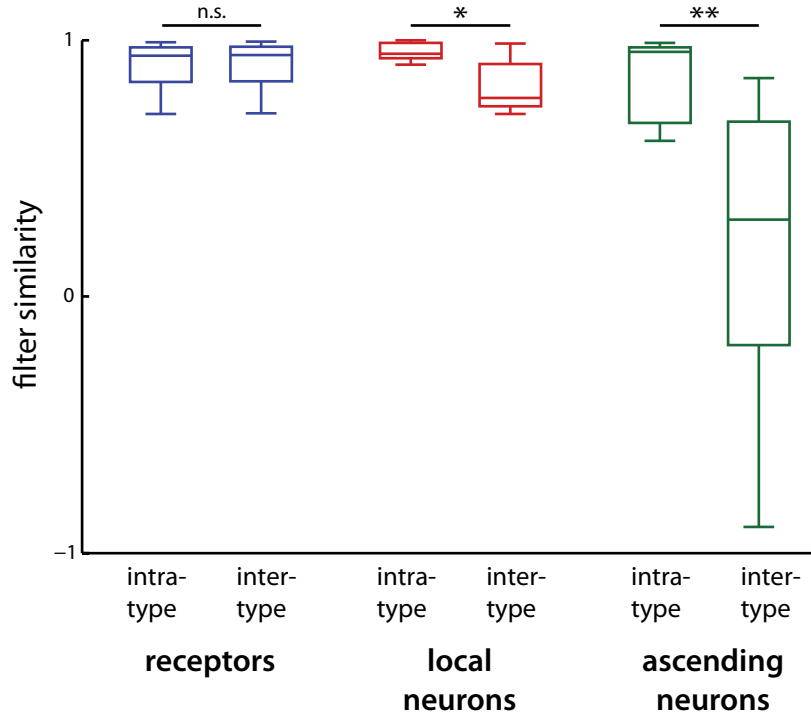 n.s.
*
**
1
0
−1
filter similarity
intra-
type
inter-
type
intra-
type
inter-
type
intra-
type
inter-
type
receptors
local
neurons
ascending
neurons